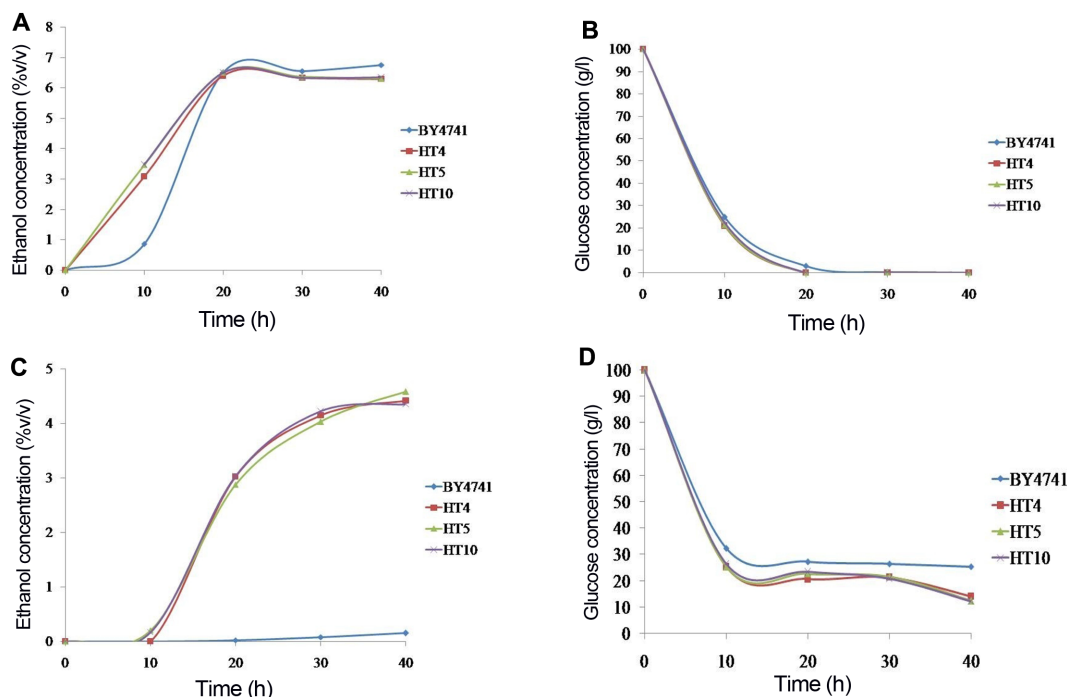 A
Ethanol concentration (%v/v)
8
7
6
5
4
3
2
1
0
0 10 20 30 40
Time (h)
BY4741
HT4
HT5
HT10
B
Glucose concentration (g/l)
100
90
80
70
60
50
40
30
20
10
0
0 10 20 30 40
Time (h)
BY4741
HT4
HT5
HT10
C
Ethanol concentration (%v/v)
5
4
3
2
1
0
0 10 20 30 40
Time (h)
BY4741
HT4
HT5
HT10
D
Glucose concentration (g/l)
100
90
80
70
60
50
40
30
20
10
0
0 10 20 30 40
Time (h)
BY4741
HT4
HT5
HT10